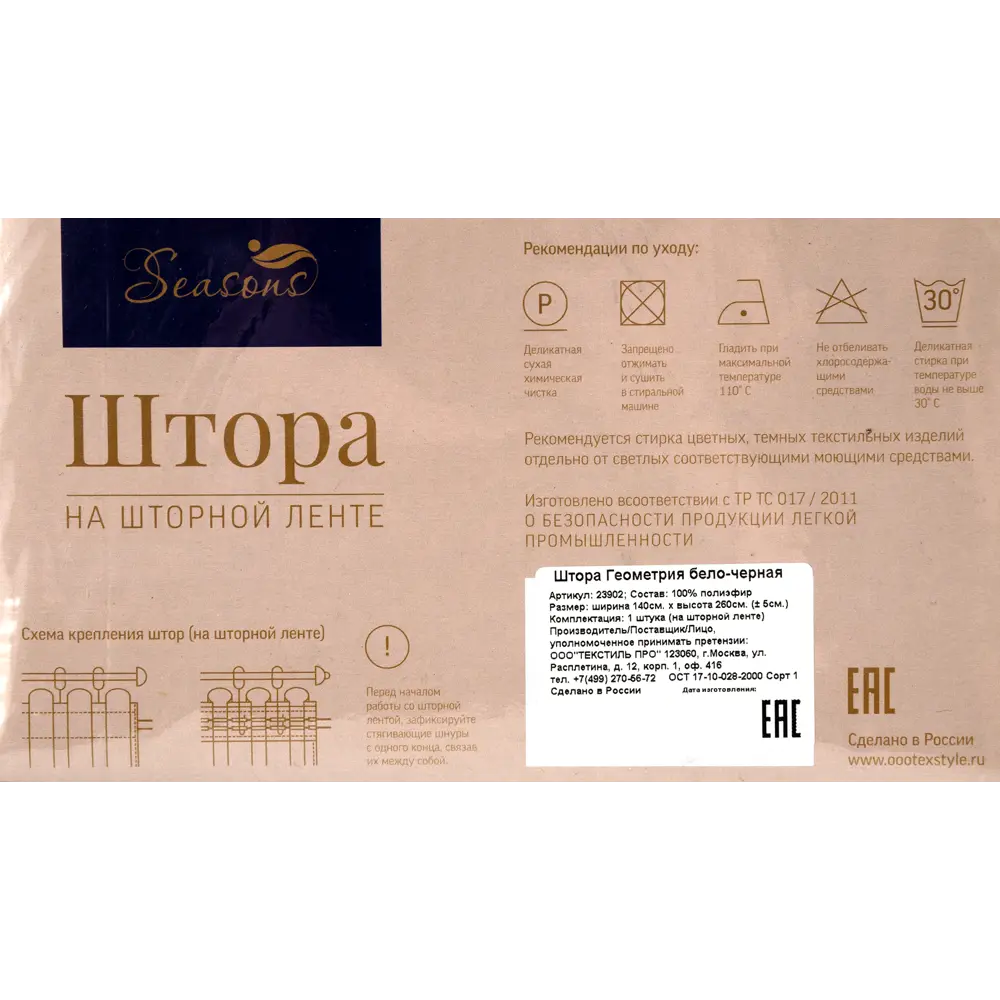 Seasons
Штора
НА ШТОРНОЙ ЛЕНТЕ
Схема крепления штор (на шторной ленте)
!
Перед началом
работы со шторной
лентой, зафиксируйте
стягивающие шнуры
с одного конца, связав
их между собой.
Рекомендации по уходу:
P
Деликатная
сухая
химическая
чистка
Запрещено
отжимать
и сушить
в стиральной
машине
Гладить при
максимальной
температуре
110° С
Не отбеливать
хлоросодержа-
щими
средствами
30°
Деликатная
стирка при
температуре
воды не выше
30° С
Рекомендуется стирка цветных, темных текстильных изделий
отдельно от светлых соответствующими моющими средствами.
Изготовлено всоответствии с ТР ТС 017 / 2011
О БЕЗОПАСНОСТИ ПРОДУКЦИИ ЛЕГКОЙ
ПРОМЫШЛЕННОСТИ
Штора Геометрия бело-черная
Артикул: 23902; Состав: 100% полиэфир
Размер: ширина 140см. х высота 260см. (± 5см.)
Комплектация: 1 штука (на шторной ленте)
Производитель/Поставщик/Лицо,
уполномоченное принимать претензии:
ООО"ТЕКСТИЛЬ ПРО" 123060, г.Москва, ул.
Расплетина, д. 12, корп. 1, оф. 416
тел. +7(499) 270-56-72 ОСТ 17-10-028-2000 Сорт 1
Сделано в России Дата изготовления:
EAC
EAC
Сделано в России
www.oootexstyle.ru